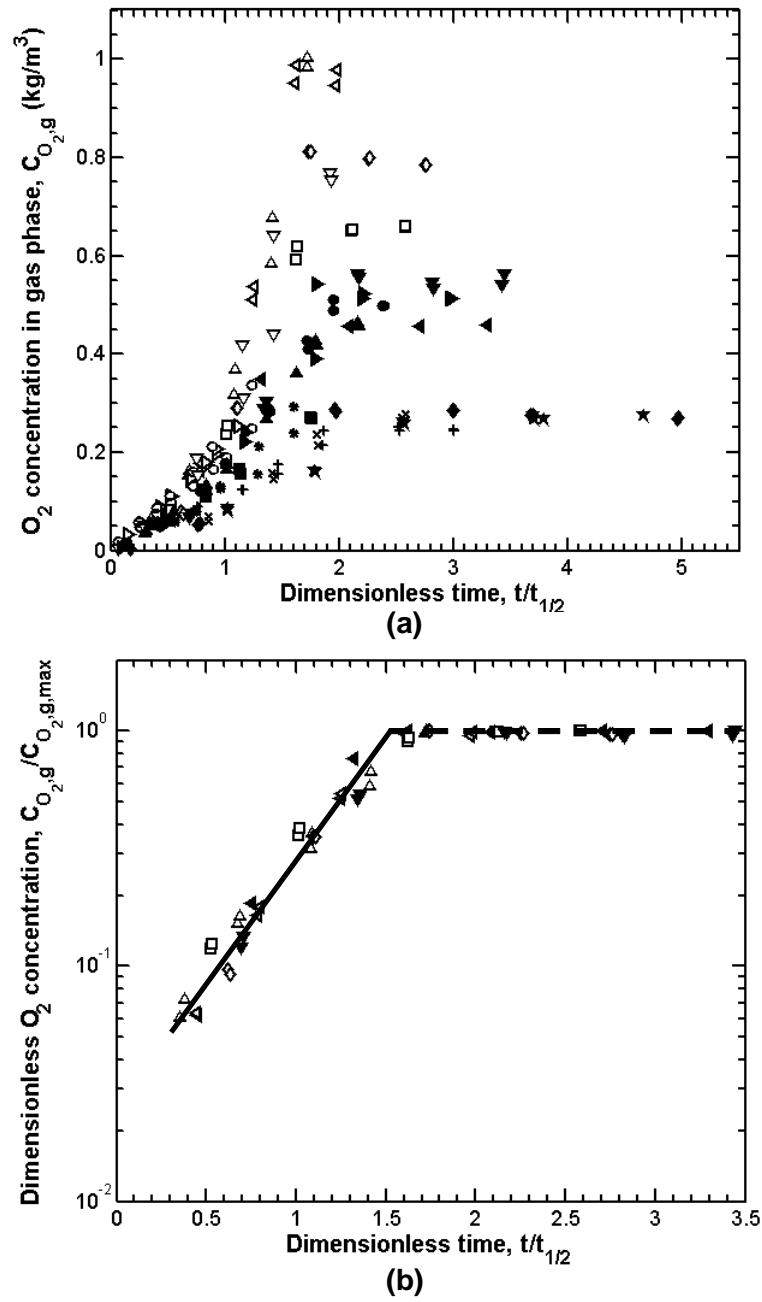 O2 concentration in gas phase, CO2,g (kg/m3)
1
0.8
0.6
0.4
0.2
0
0 1 2 3 4 5
Dimensionless time, t/t1/2
(a)
Dimensionless O2 concentration, CO2,g/CO2,g,max
10^0
10^-1
10^-2
0 0.5 1 1.5 2 2.5 3 3.5
Dimensionless time, t/t1/2
(b)